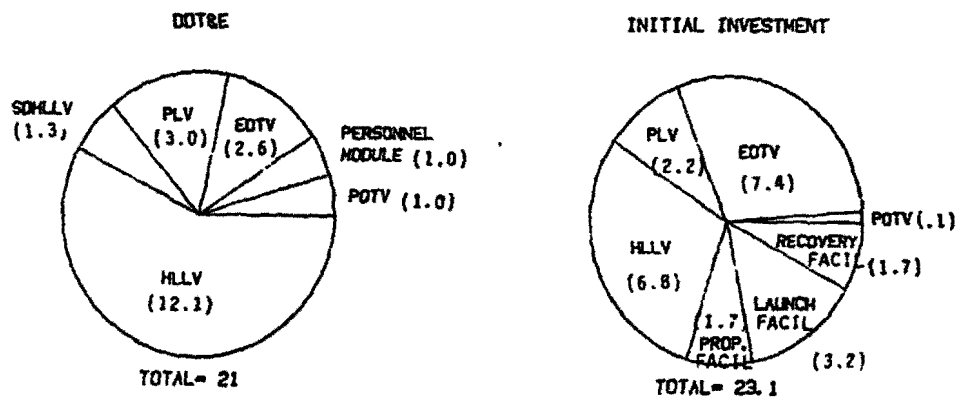 DDT&E
SDHLLV
(1.3,
PLV
(3.0)
EOTV
(2.6)
PERSONNEL
MODULE (1.0)
POTV (1.0)
HLLV
(12.1)
TOTAL= 21
INITIAL INVESTMENT
PLV
(2.2)
EOTV
(7.4)
POTV(.1)
RECOVERY
FACIL (1.7)
HLLV
(6.8)
LAUNCH
FACIL
(3.2)
(1.7)
PROP.
FACIL
TOTAL= 23.1